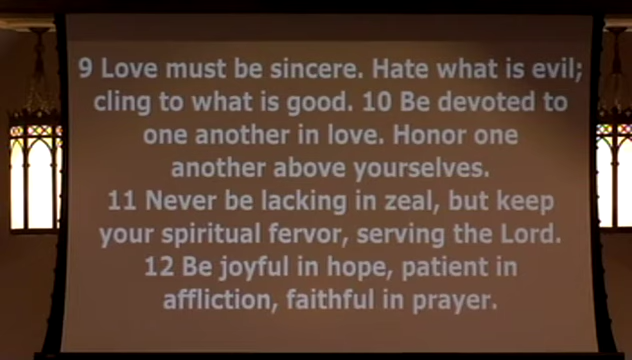 9 Love must be sincere. Hate what is evil;
cling to what is good. 10 Be devoted to
one another in love. Honor one
another above yourselves.
11 Never be lacking in zeal, but keep
your spiritual fervor, serving the Lord.
12 Be joyful in hope, patient in
affliction, faithful in prayer.